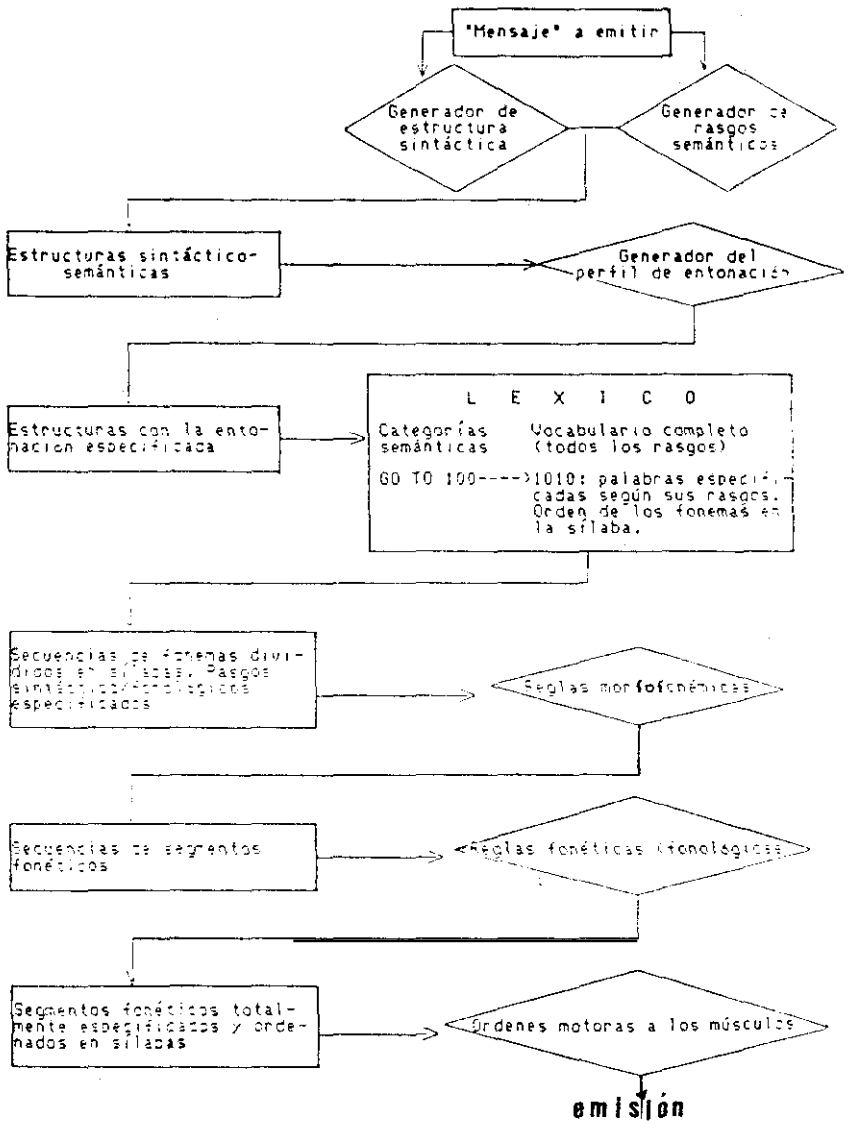 "Mensaje" a emitir
Generador de
estructura
sintáctica
Generador de
rasgos
semánticos
Estructuras sintáctico-
semánticas
Generador del
perfil de entonación
Estructuras con la ento-
nación especificada
L E X I C O
Categorías
semánticas
Vocabulario completo
(todos los rasgos)
GO TO 100---->1010: palabras especifi-
cadas según sus rasgos.
Orden de los fonemas en
la sílaba.
Secuencias de fonemas divi-
didos en sílabas. Rasgos
sintáctico/fonológicos
especificados
Reglas morfofonémicas
Secuencias de segmentos
fonéticos
Reglas fonéticas (fonológicas
Segmentos fonéticos total-
mente especificados y orde-
nados en sílabas
Ordenes motoras a los músculos
emisión